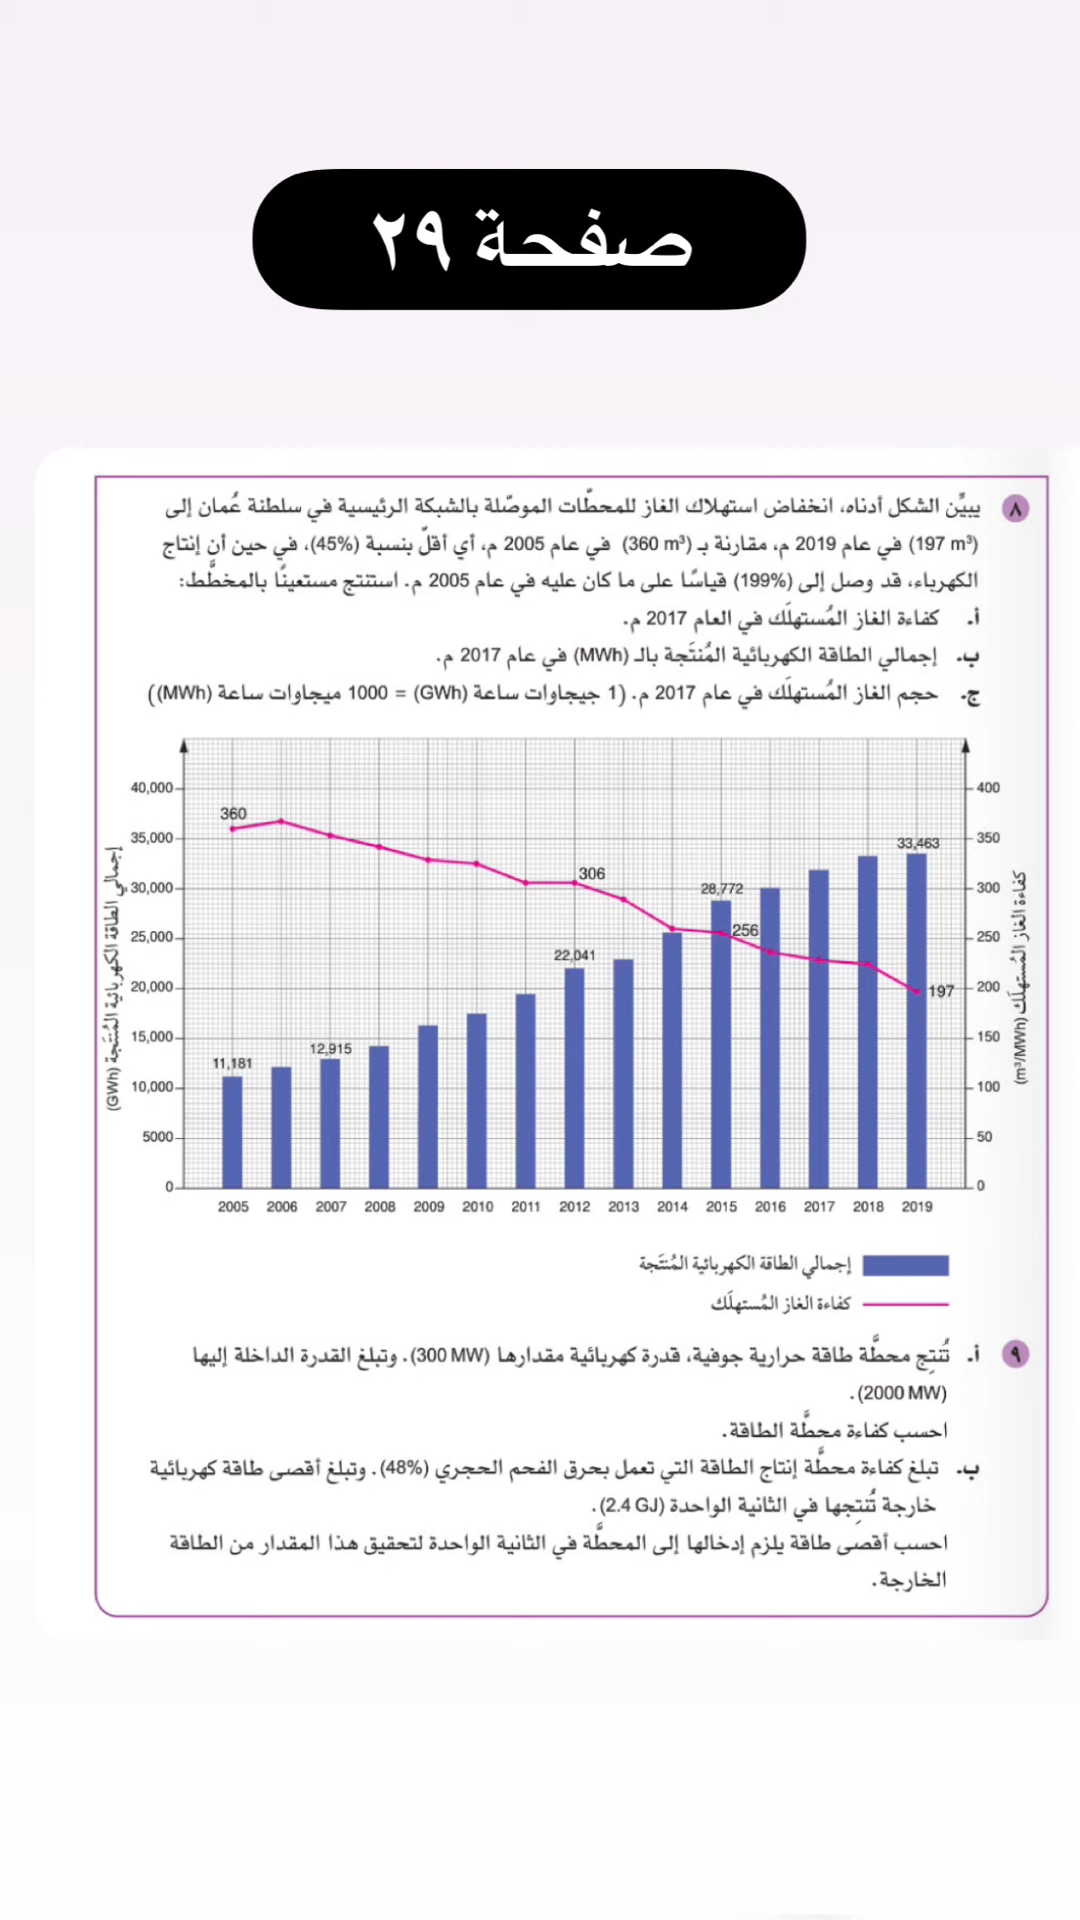 صفحة ٢٩
٨ يبيِّن الشكل أدناه، انخفاض استهلاك الغاز للمحطّات الموصّلة بالشبكة الرئيسية في سلطنة عُمان إلى
(197 m³) في عام 2019 م، مقارنة بـ (360 m³) في عام 2005 م، أي أقلّ بنسبة (45%)، في حين أن إنتاج
الكهرباء، قد وصل إلى (199%) قياسًا على ما كان عليه في عام 2005 م. استنتج مستعينًا بالمخطَّط:
أ. كفاءة الغاز المُستهلَك في العام 2017 م.
ب. إجمالي الطاقة الكهربائية المُنتَجة بالـ (MWh) في عام 2017 م.
ج. حجم الغاز المُستهلَك في عام 2017 م. (1 جيجاوات ساعة (GWh) = 1000 ميجاوات ساعة (MWh))
إجمالي الطاقة الكهربائية المُنتَجة (GWh)
40,000
35,000
30,000
25,000
20,000
15,000
10,000
5000
0
360
306
256
197
11,181
12,915
22,041
28,772
33,463
400
350
300
250
200
150
100
50
0
كفاءة الغاز المُستهلَك (m³/MWh)
2005 2006 2007 2008 2009 2010 2011 2012 2013 2014 2015 2016 2017 2018 2019
إجمالي الطاقة الكهربائية المُنتَجة
كفاءة الغاز المُستهلَك
٩ أ. تُنتِج محطَّة طاقة حرارية جوفية، قدرة كهربائية مقدارها (300 MW). وتبلغ القدرة الداخلة إليها
(2000 MW).
احسب كفاءة محطَّة الطاقة.
ب. تبلغ كفاءة محطَّة إنتاج الطاقة التي تعمل بحرق الفحم الحجري (48%). وتبلغ أقصى طاقة كهربائية
خارجة تُنتِجها في الثانية الواحدة (2.4 GJ).
احسب أقصى طاقة يلزم إدخالها إلى المحطَّة في الثانية الواحدة لتحقيق هذا المقدار من الطاقة
الخارجة.